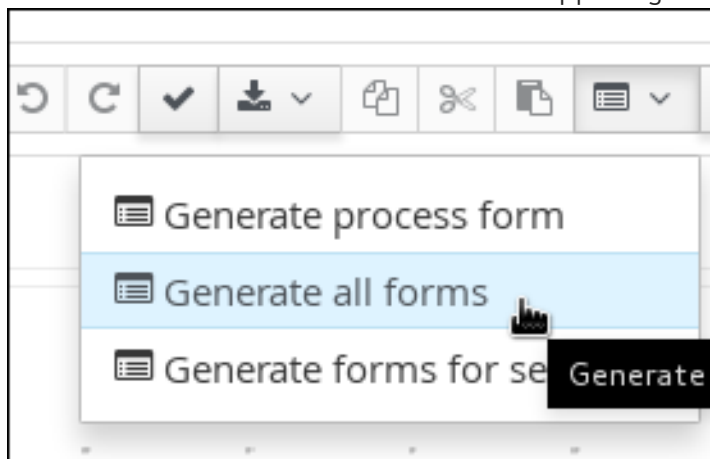 Generate process form
Generate all forms
Generate forms for se
Generate